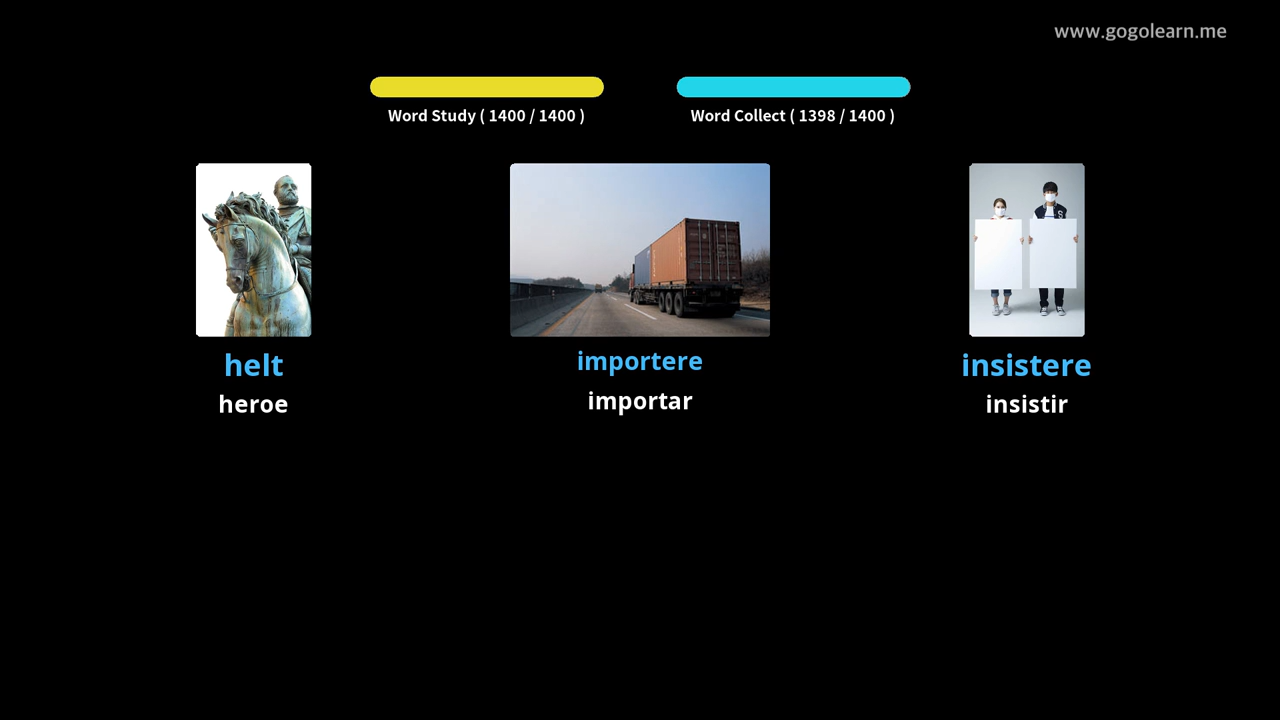 www.gogolearn.me
Word Study ( 1400 / 1400 )
Word Collect ( 1398 / 1400 )
helt
heroe
importere
importar
insistere
insistir